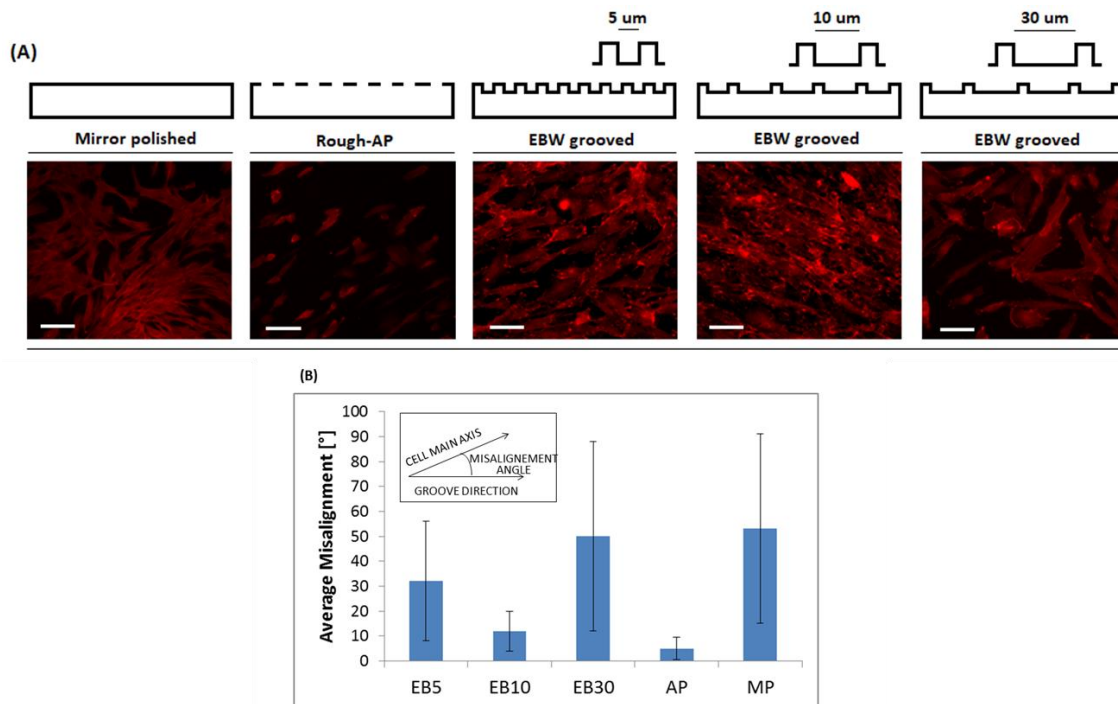 5 um
10 um
30 um
(A)
Mirror polished
Rough-AP
EBW grooved
EBW grooved
EBW grooved
(B)
Average Misalignment [°]
100
90
80
70
60
50
40
30
20
10
0
CELL MAIN AXIS
MISALIGNEMENT
ANGLE
GROOVE DIRECTION
EB5
EB10
EB30
AP
MP